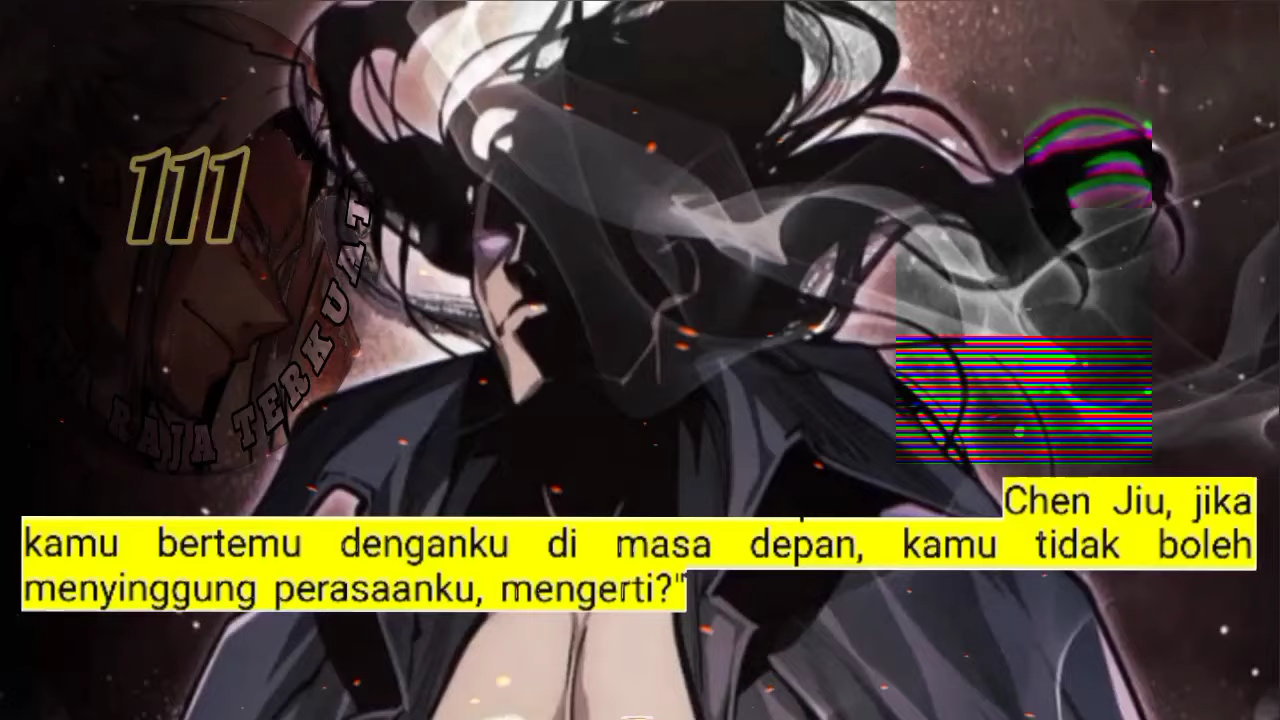 111
RAJA TERKUAT
Chen Jiu, jika
kamu bertemu denganku di masa depan, kamu tidak boleh
menyinggung perasaanku, mengerti?"